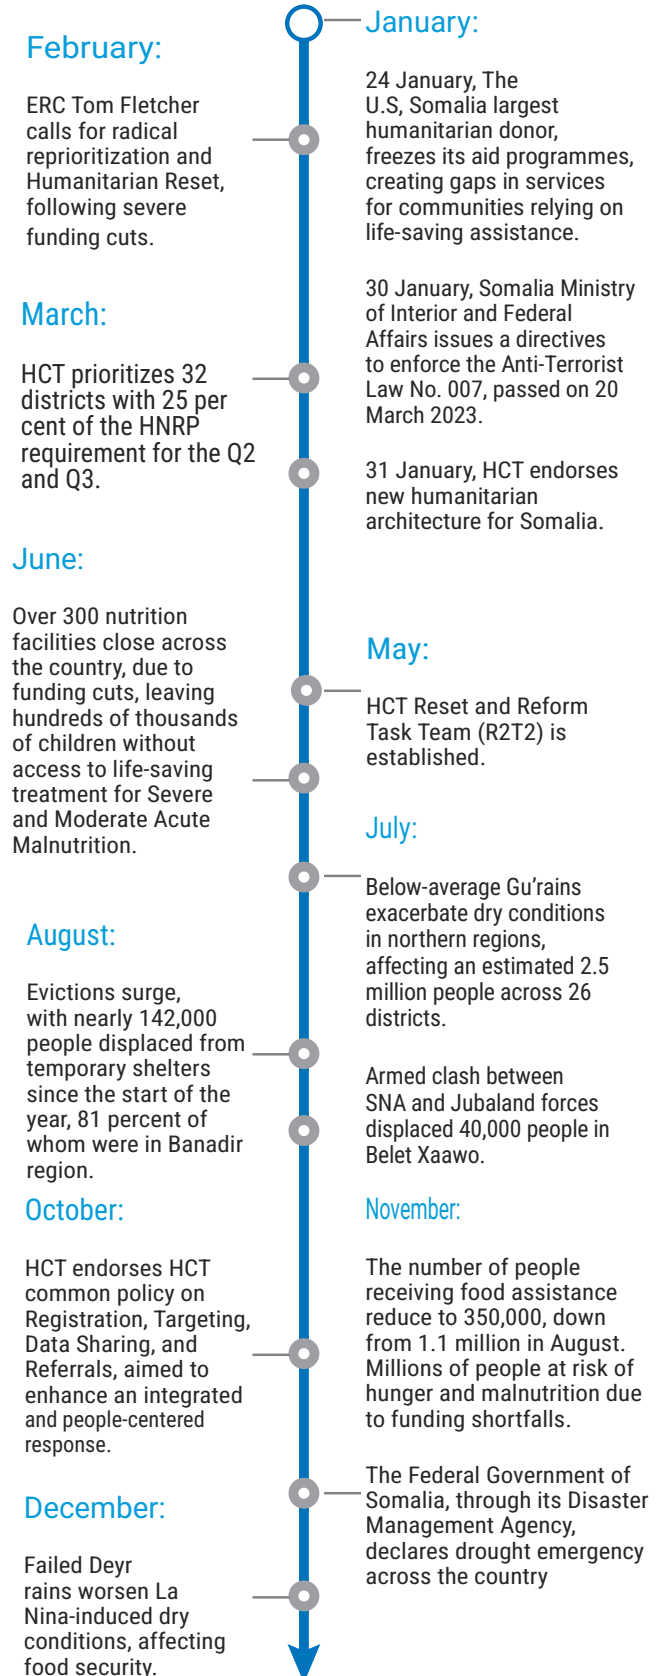 January:
24 January, The
U.S, Somalia largest
humanitarian donor,
freezes its aid programmes,
creating gaps in services
for communities relying on
life-saving assistance.
30 January, Somalia Ministry
of Interior and Federal
Affairs issues a directives
to enforce the Anti-Terrorist
Law No. 007, passed on 20
March 2023.
31 January, HCT endorses
new humanitarian
architecture for Somalia.
February:
ERC Tom Fletcher
calls for radical
reprioritization and
Humanitarian Reset,
following severe
funding cuts.
March:
HCT prioritizes 32
districts with 25 per
cent of the HNRP
requirement for the Q2
and Q3.
May:
HCT Reset and Reform
Task Team (R2T2) is
established.
June:
Over 300 nutrition
facilities close across
the country, due to
funding cuts, leaving
hundreds of thousands
of children without
access to life-saving
treatment for Severe
and Moderate Acute
Malnutrition.
July:
Below-average Gu’rains
exacerbate dry conditions
in northern regions,
affecting an estimated 2.5
million people across 26
districts.
Armed clash between
SNA and Jubaland forces
displaced 40,000 people in
Belet Xaawo.
August:
Evictions surge,
with nearly 142,000
people displaced from
temporary shelters
since the start of the
year, 81 percent of
whom were in Banadir
region.
October:
HCT endorses HCT
common policy on
Registration, Targeting,
Data Sharing, and
Referrals, aimed to
enhance an integrated
and people-centered
response.
November:
The number of people
receiving food assistance
reduce to 350,000, down
from 1.1 million in August.
Millions of people at risk of
hunger and malnutrition due
to funding shortfalls.
The Federal Government of
Somalia, through its Disaster
Management Agency,
declares drought emergency
across the country
December:
Failed Deyr
rains worsen La
Nina-induced dry
conditions, affecting
food security.